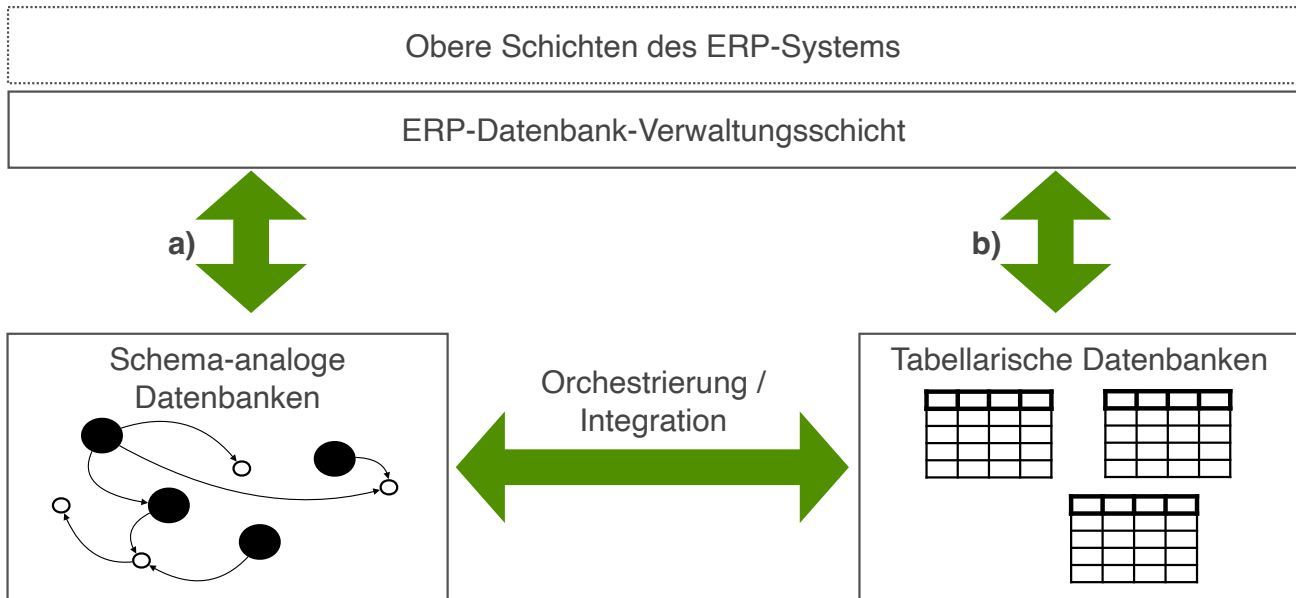 Obere Schichten des ERP-Systems
ERP-Datenbank-Verwaltungsschicht
a)
b)
Schema-analoge
Datenbanken
Orchestrierung /
Integration
Tabellarische Datenbanken